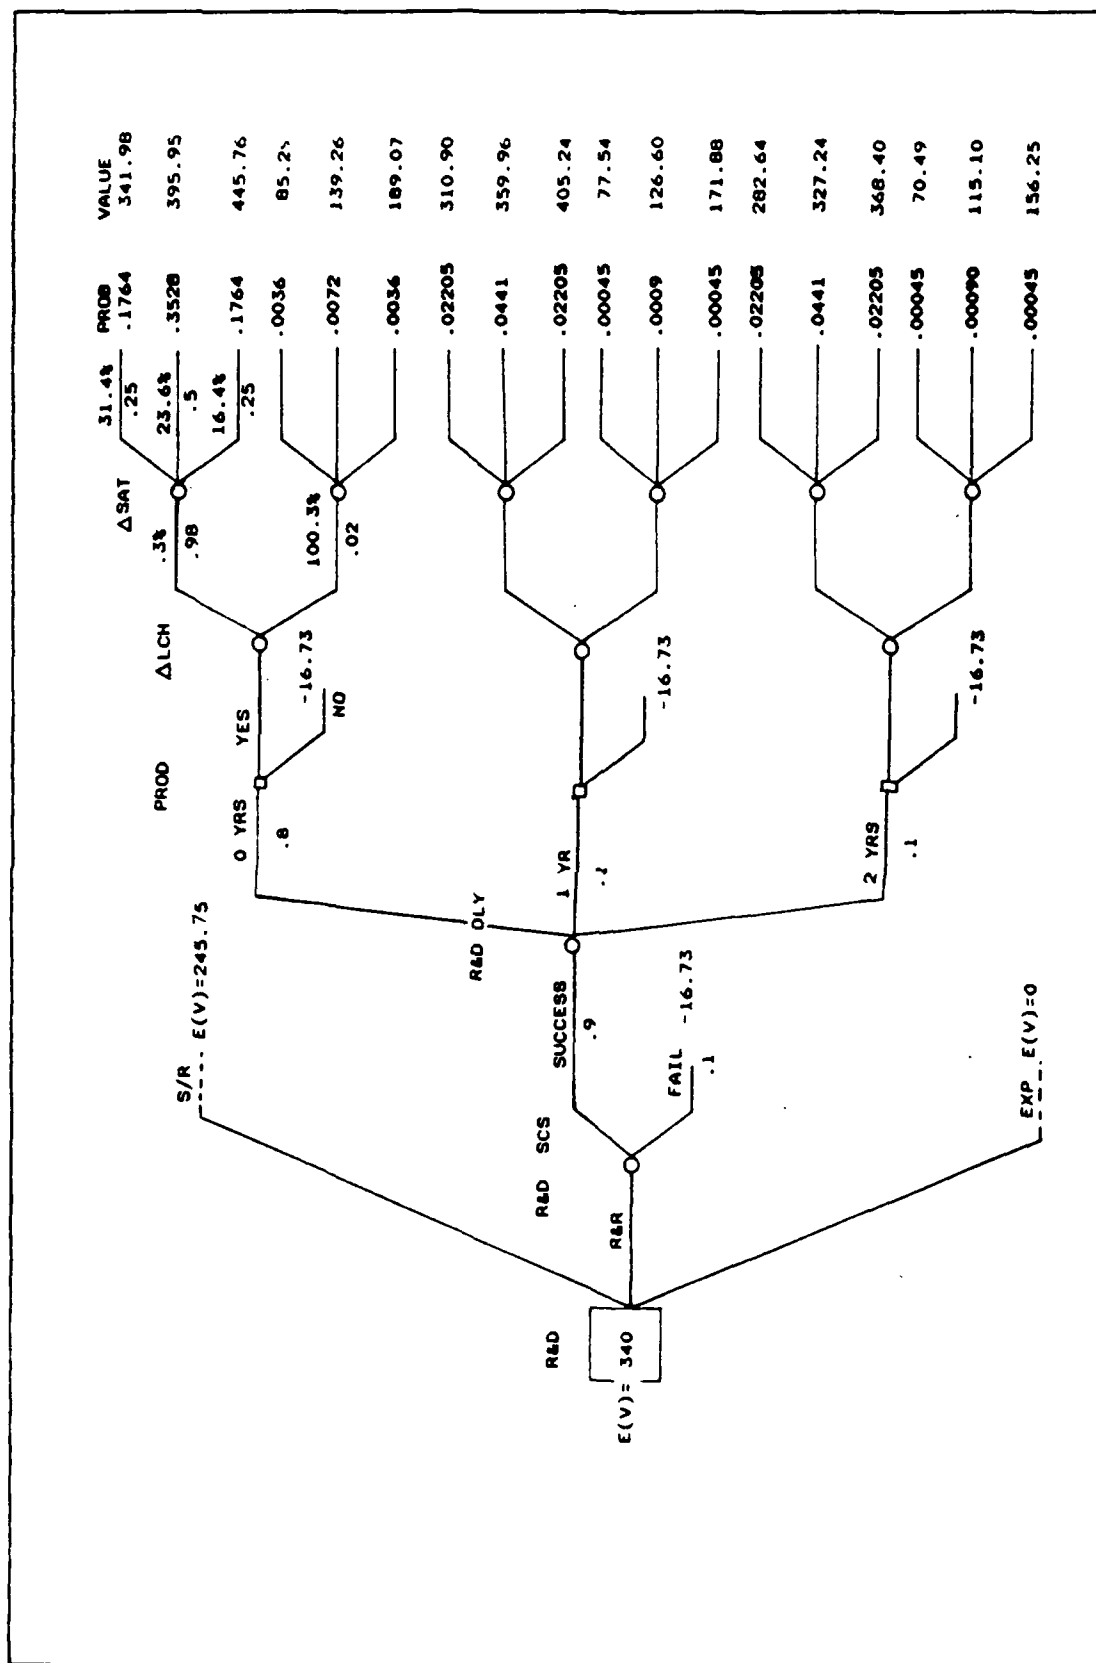 R&D
E(V)= 340
S/R E(V)=245.75
R&R
EXP E(V)=0
R&D SCS
SUCCESS
.9
FAIL -16.73
.1
R&D DLY
0 YRS
.8
1 YR
.1
2 YRS
.1
PROD
YES
-16.73
NO
-16.73
-16.73
ΔLCH
.3%
.98
100.3%
.02
ΔSAT
31.4%
.25
23.6%
.5
16.4%
.25
PROB VALUE
.1764 341.98
.3528 395.95
.1764 445.76
.0036
.0072 139.26
.0036 189.07
.02205 310.90
.0441 359.96
.02205 405.24
.00045 77.54
.0009 126.60
.00045 171.88
.02205 282.64
.0441 327.24
.02205 368.40
.00045 70.49
.00090 115.10
.00045 156.25